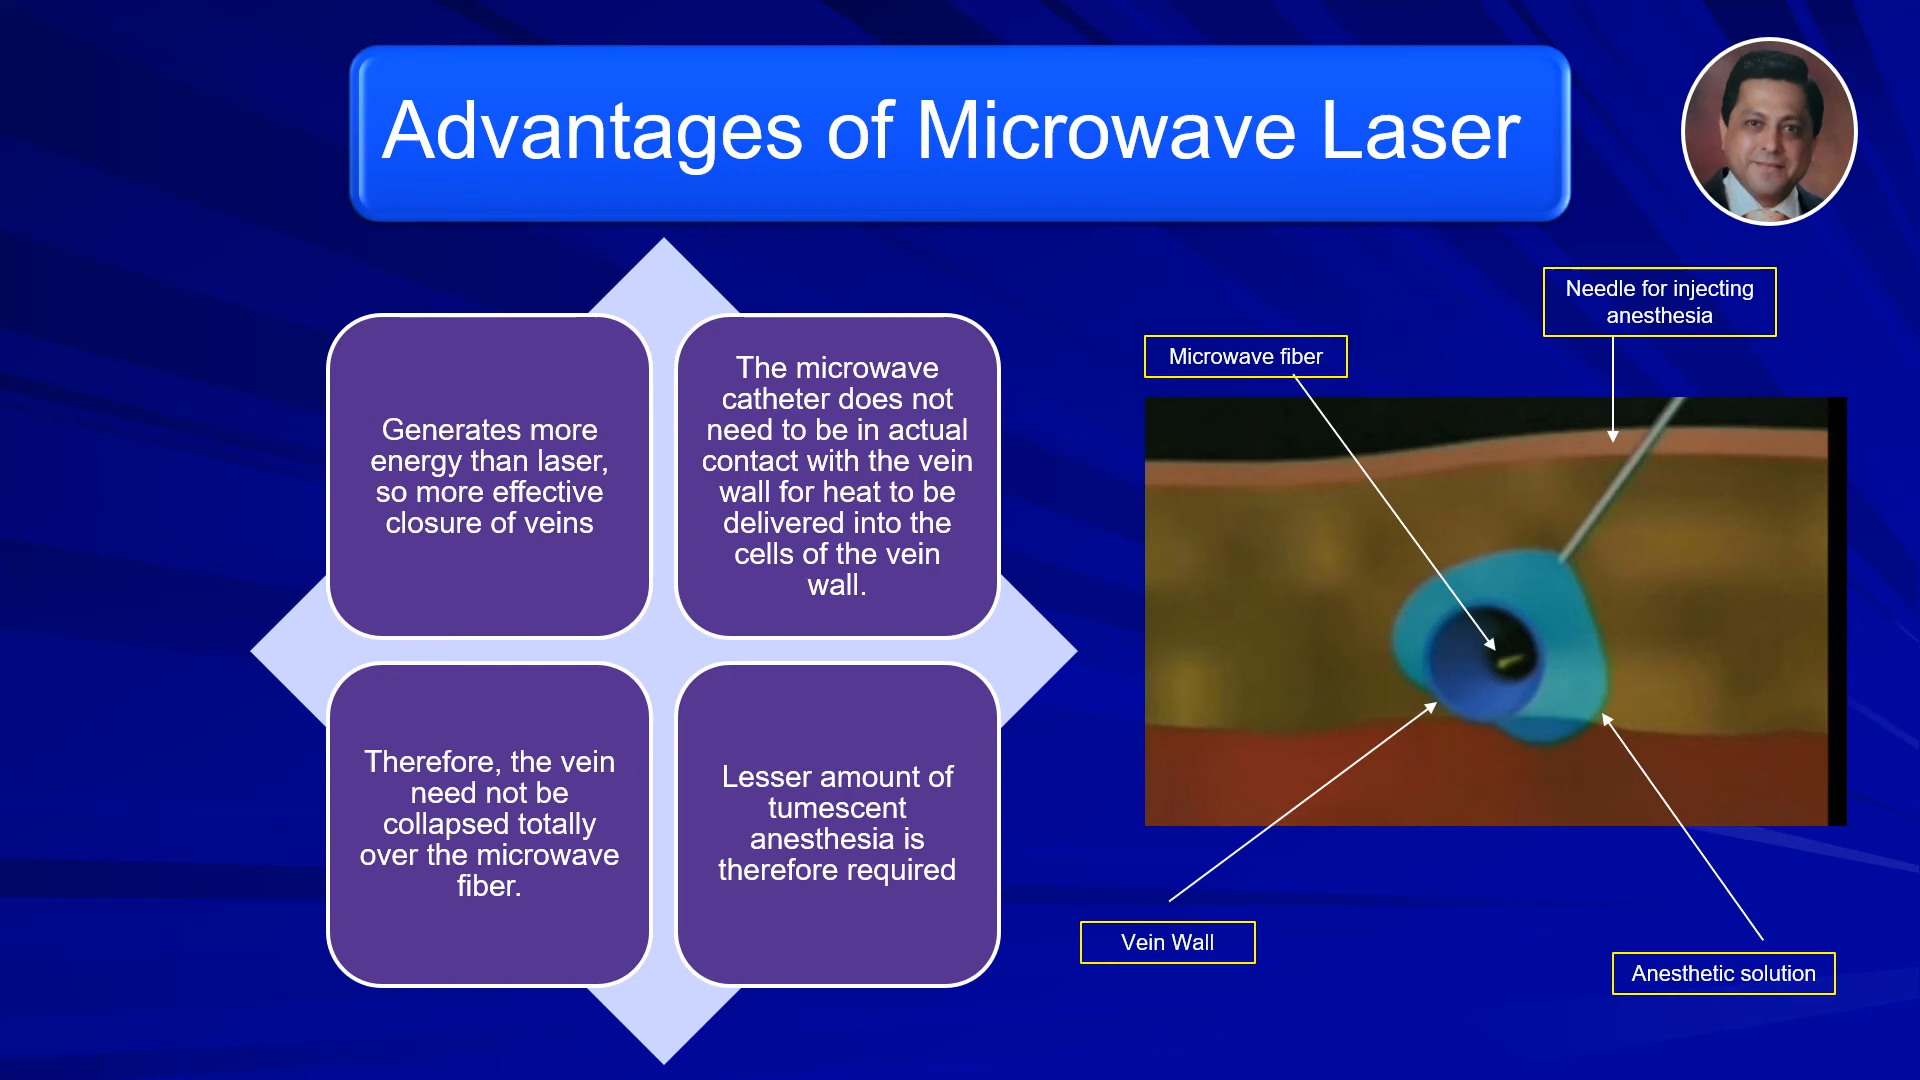 Advantages of Microwave Laser
Generates more
energy than laser,
so more effective
closure of veins
The microwave
catheter does not
need to be in actual
contact with the vein
wall for heat to be
delivered into the
cells of the vein
wall.
Therefore, the vein
need not be
collapsed totally
over the microwave
fiber.
Lesser amount of
tumescent
anesthesia is
therefore required
Needle for injecting
anesthesia
Microwave fiber
Vein Wall
Anesthetic solution